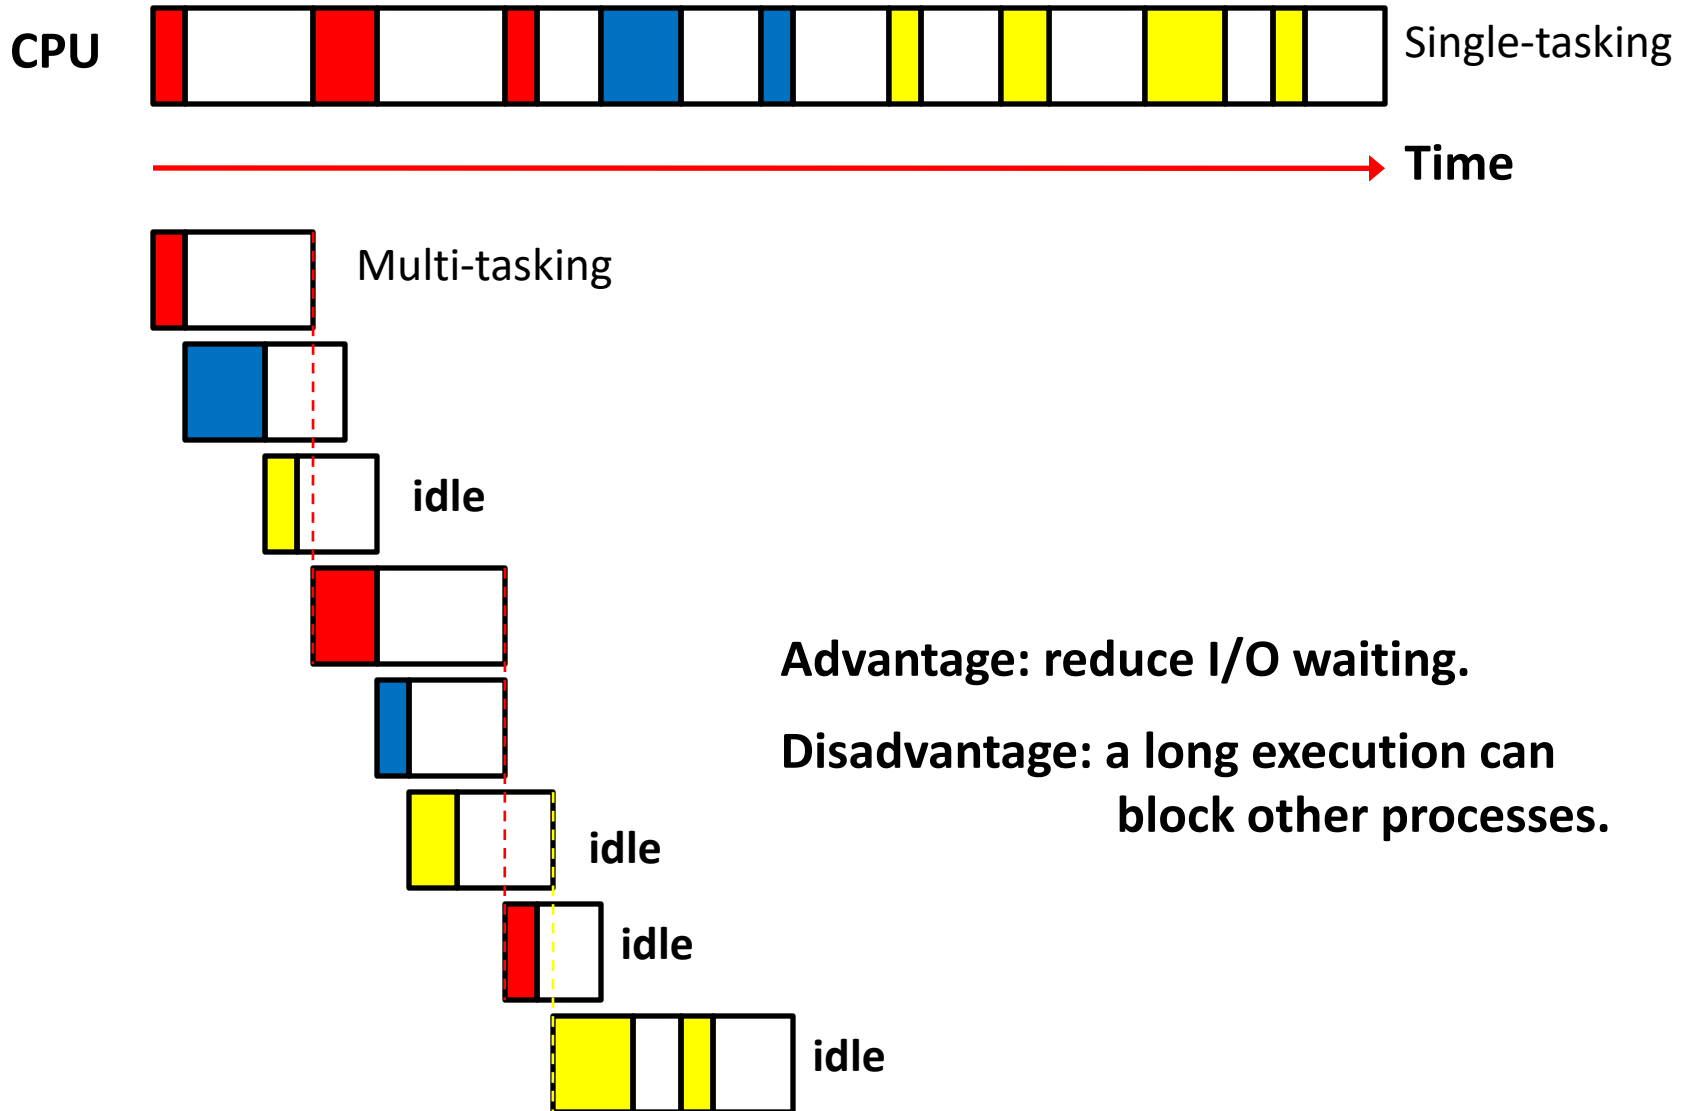 CPU
Single-tasking
Time
Multi-tasking
idle
Advantage: reduce I/O waiting.
Disadvantage: a long execution can
block other processes.
idle
idle
idle